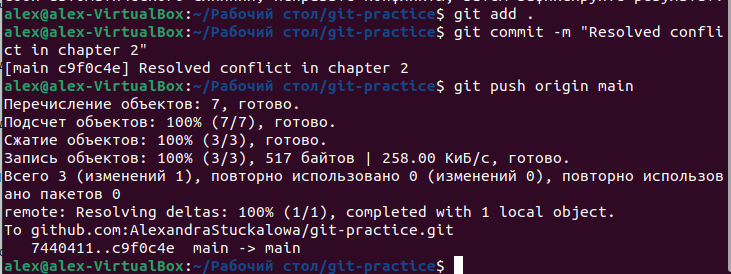 alex@alex-VirtualBox:~/Рабочий стол/git-practice$ git add .
alex@alex-VirtualBox:~/Рабочий стол/git-practice$ git commit -m "Resolved confli
ct in chapter 2"
[main c9f0c4e] Resolved conflict in chapter 2
alex@alex-VirtualBox:~/Рабочий стол/git-practice$ git push origin main
Перечисление объектов: 7, готово.
Подсчет объектов: 100% (7/7), готово.
Сжатие объектов: 100% (3/3), готово.
Запись объектов: 100% (3/3), 517 байтов | 258.00 КиБ/с, готово.
Всего 3 (изменений 1), повторно использовано 0 (изменений 0), повторно использов
ано пакетов 0
remote: Resolving deltas: 100% (1/1), completed with 1 local object.
To github.com:AlexandraStuckalowa/git-practice.git
   7440411..c9f0c4e  main -> main
alex@alex-VirtualBox:~/Рабочий стол/git-practice$